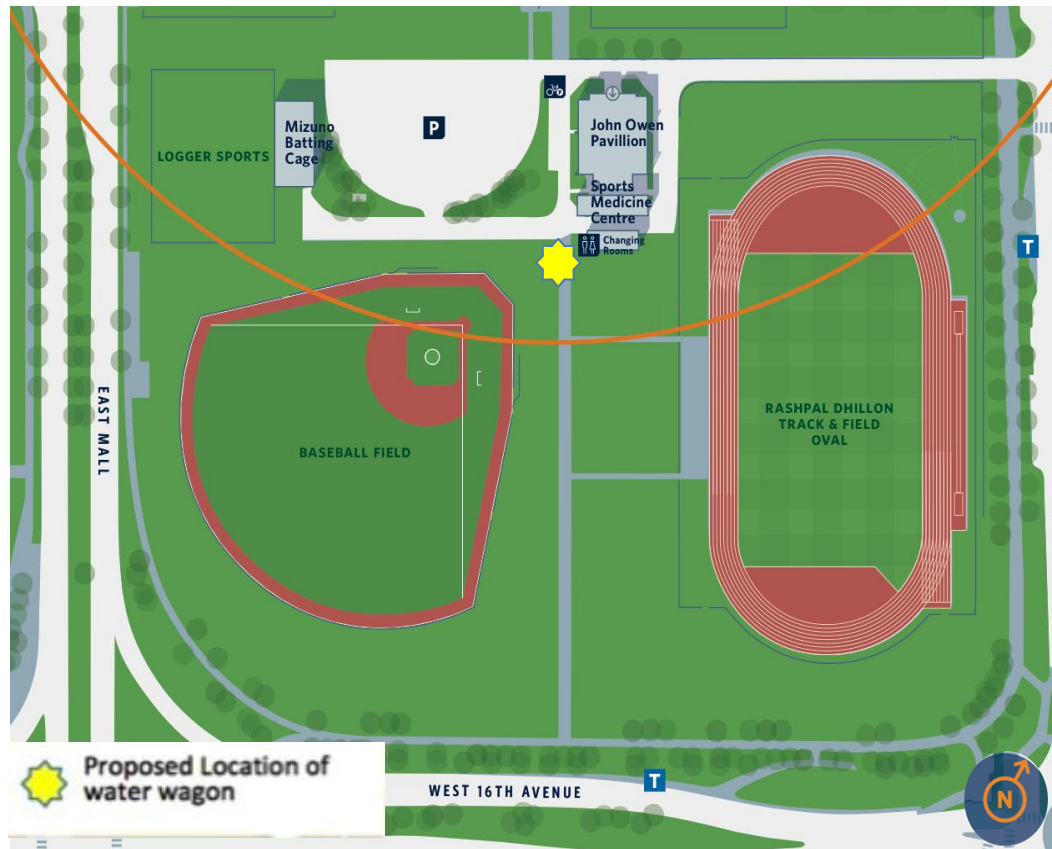 P
Mizuno
Batting
Cage
LOGGER SPORTS
John Owen
Pavillion
Sports
Medicine
Centre
Changing
Rooms
T
EAST MALL
RASHPAL DHILLON
TRACK & FIELD
OVAL
BASEBALL FIELD
Proposed Location of
water wagon
WEST 16TH AVENUE
T
N